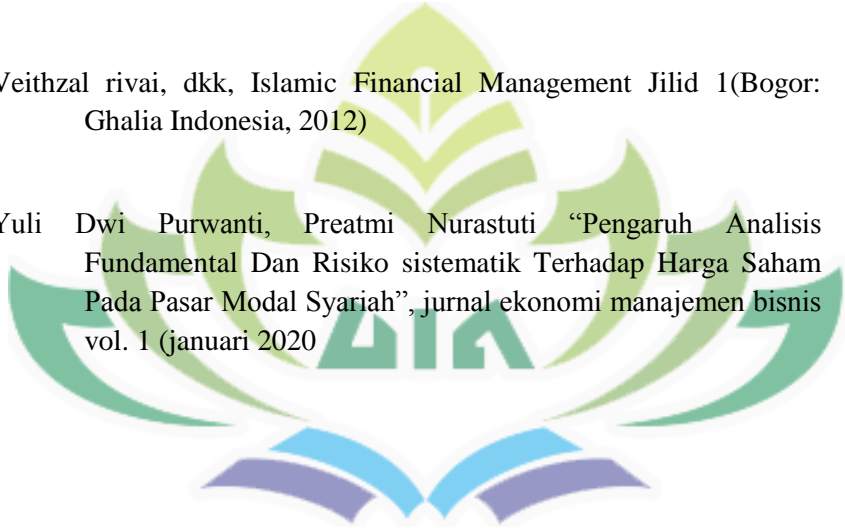 Veithzal rivai, dkk, Islamic Financial Management Jilid 1(Bogor:
Ghalia Indonesia, 2012)
Yuli Dwi Purwanti, Preatmi Nurastuti “Pengaruh Analisis
Fundamental Dan Risiko sistematik Terhadap Harga Saham
Pada Pasar Modal Syariah”, jurnal ekonomi manajemen bisnis
vol. 1 (januari 2020